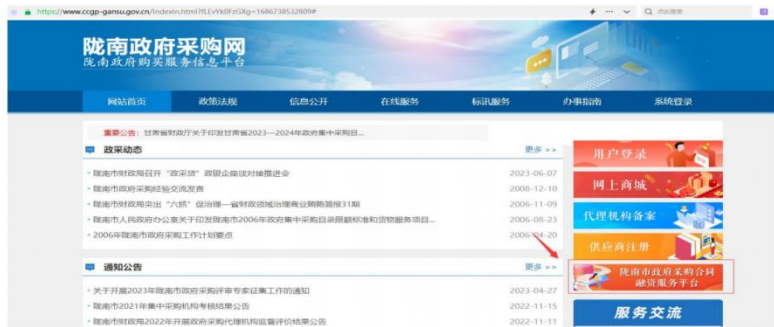 https://www.ccgp-gansu.gov.cn/indexln.html?fLEvYk0FzGXg=1686738532809#
陇南政府采购网
陇南政府购买服务信息平台
网站首页 政策法规 信息公开 在线服务 标讯服务 办事指南 系统登录
重要公告：甘肃省财政厅关于印发甘肃省2023—2024年政府集中采购目...
政采动态 更多 >>
陇南市财政局召开“政采贷”政银企座谈对接推进会 2023-06-07
陇南市政府采购经验交流发言 2008-12-10
陇南市财政局突出“六抓”促治理—省财政领域治理商业贿赂简报31期 2006-11-09
陇南市人民政府办公室关于印发陇南市2006年政府集中采购目录限额标准和货物服务项目... 2006-08-23
2006年陇南市政府采购工作计划要点 2006-04-20
用户登录
网上商城
代理机构备案
供应商注册
陇南市政府采购合同
融资服务平台
通知公告 更多 >>
关于开展2023年陇南市政府采购评审专家征集工作的通知 2023-04-27
陇南市2021年集中采购机构考核结果公告 2022-11-15
陇南市财政局2022年开展政府采购代理机构监督评价结果公告 2022-11-11
服务交流